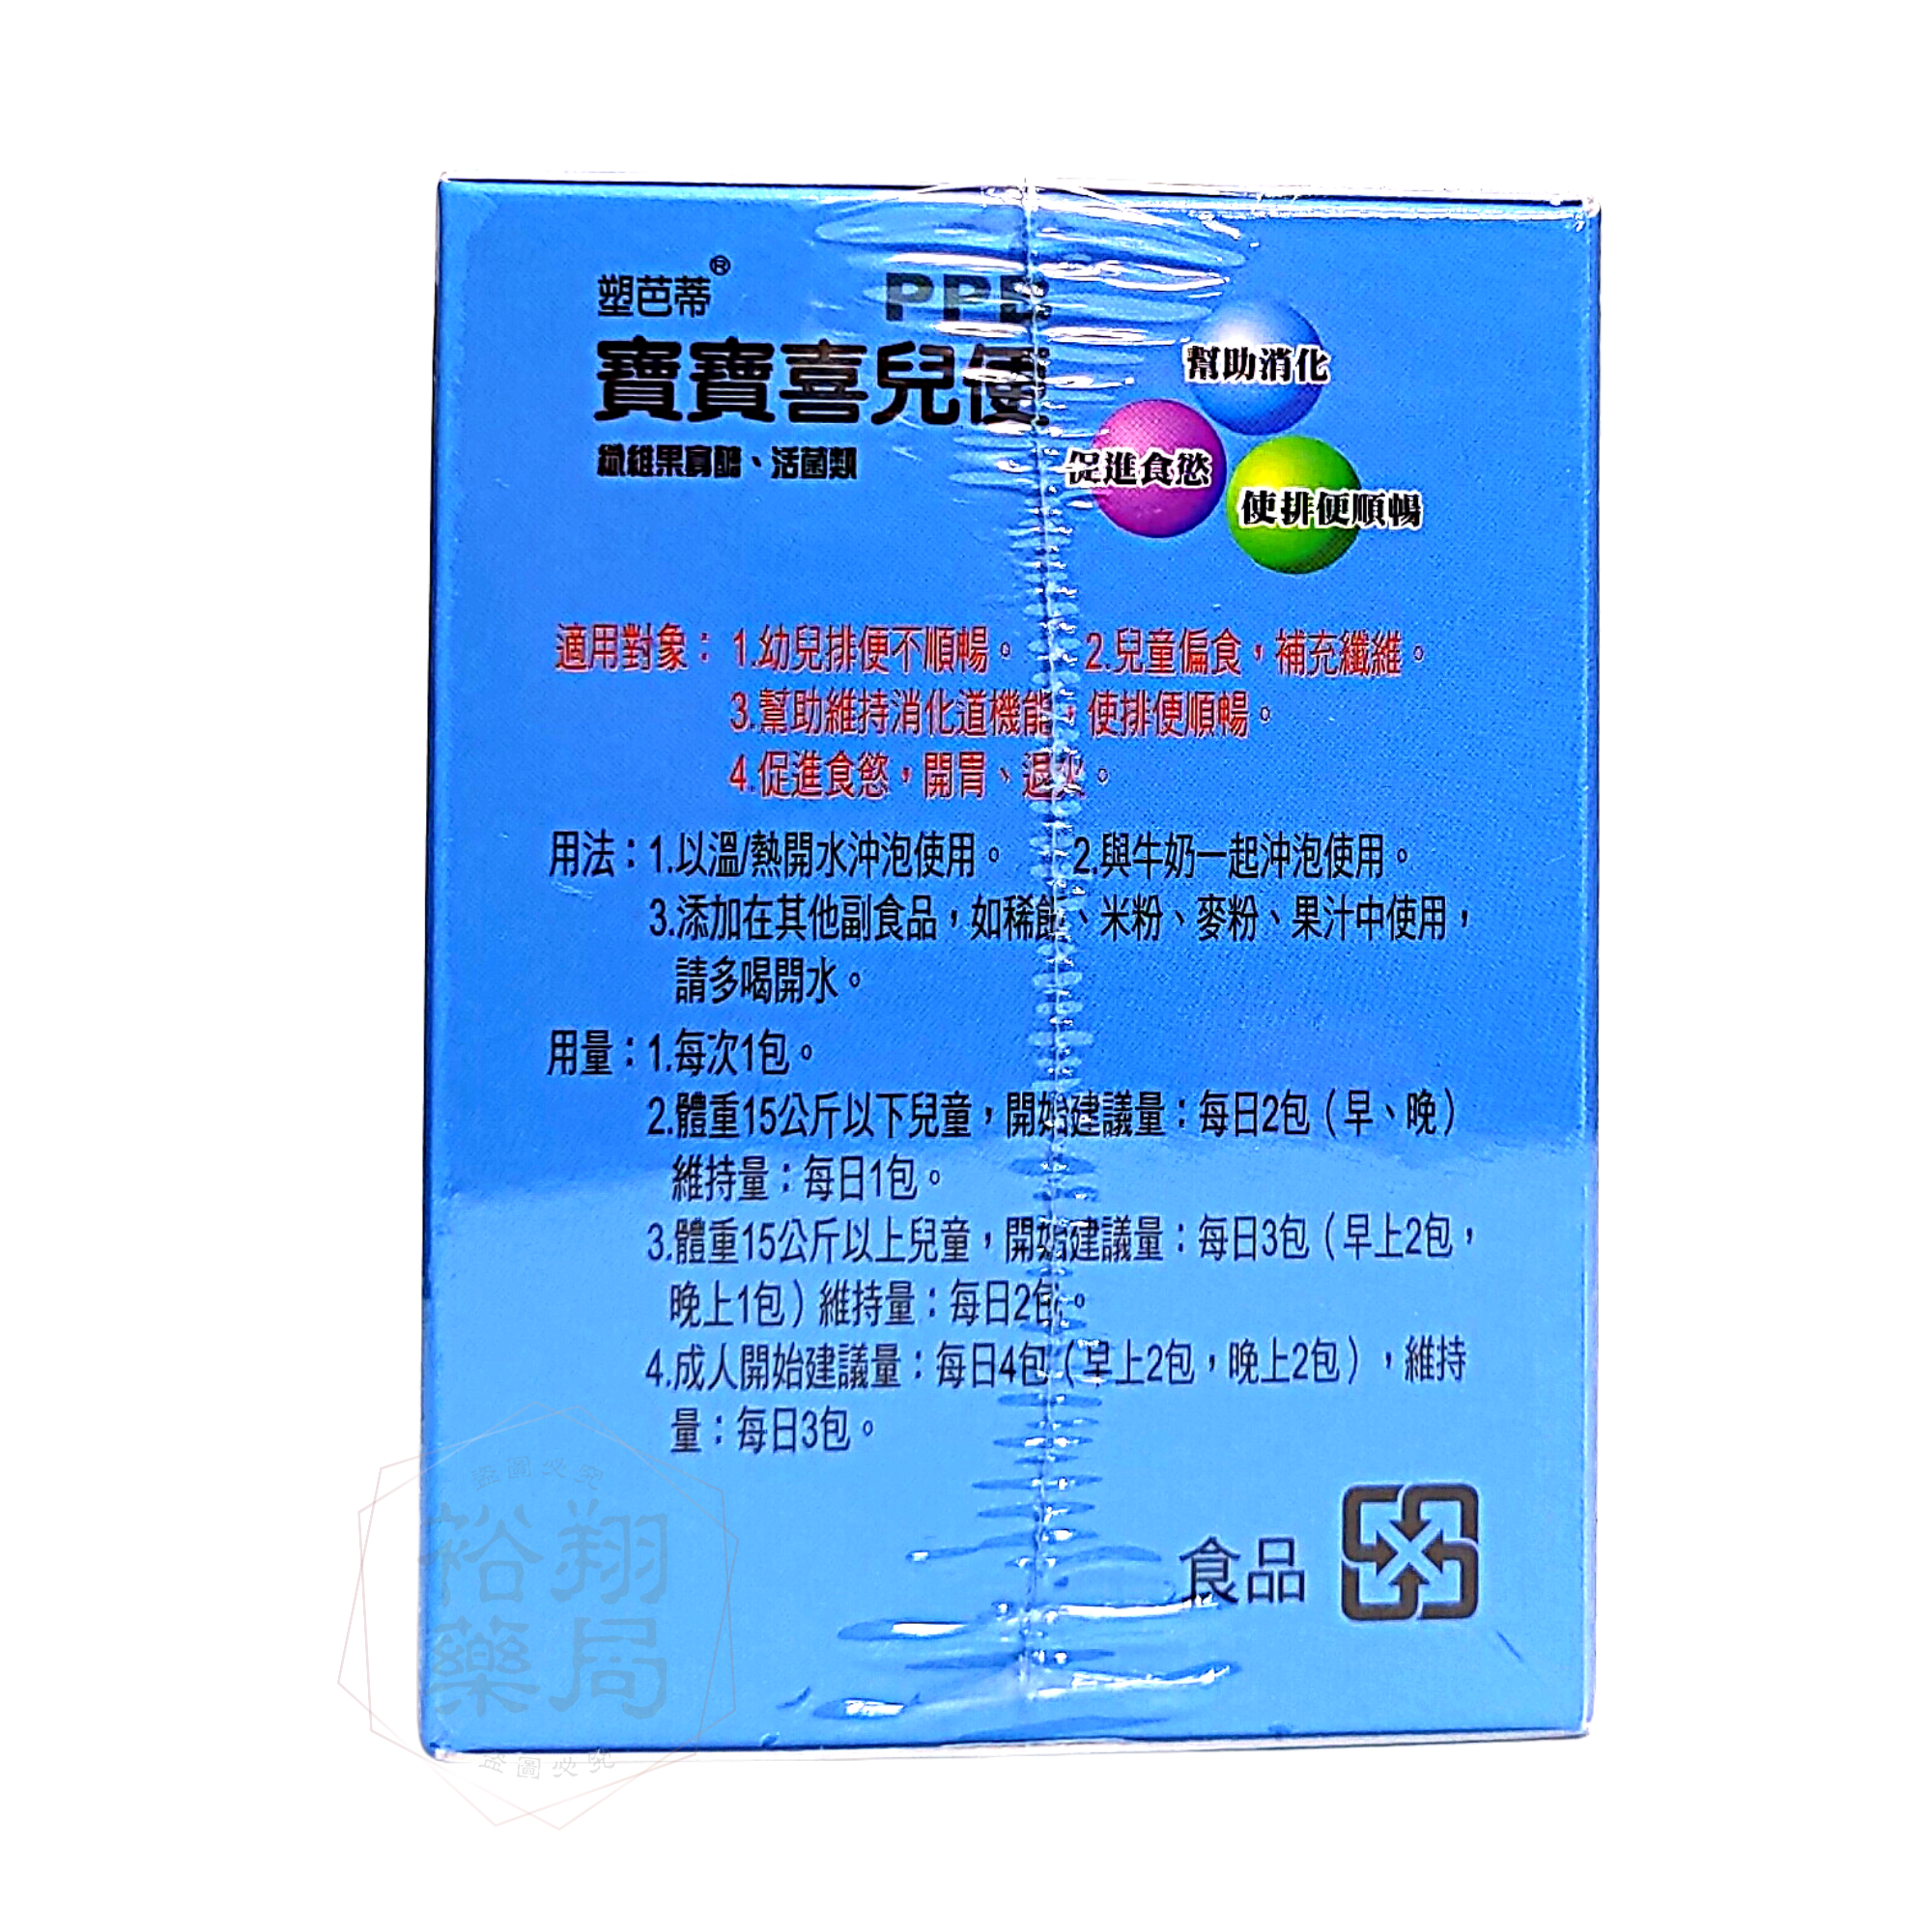 塑芭蒂®
寶寶喜兒便
纖維果寡醣、活菌類
幫助消化
促進食慾
使排便順暢
適用對象：1.幼兒排便不順暢。 2.兒童偏食，補充纖維。
3.幫助維持消化道機能，使排便順暢。
4.促進食慾，開胃、退火。
用法：1.以溫/熱開水沖泡使用。 2.與牛奶一起沖泡使用。
3.添加在其他副食品，如稀飯、米粉、麥粉、果汁中使用，
請多喝開水。
用量：1.每次1包。
2.體重15公斤以下兒童，開始建議量：每日2包（早、晚）
維持量：每日1包。
3.體重15公斤以上兒童，開始建議量：每日3包（早上2包，
晚上1包）維持量：每日2包。
4.成人開始建議量：每日4包（早上2包，晚上2包），維持
量：每日3包。
食品
盜圖必究
裕翔
藥局
盜圖必究